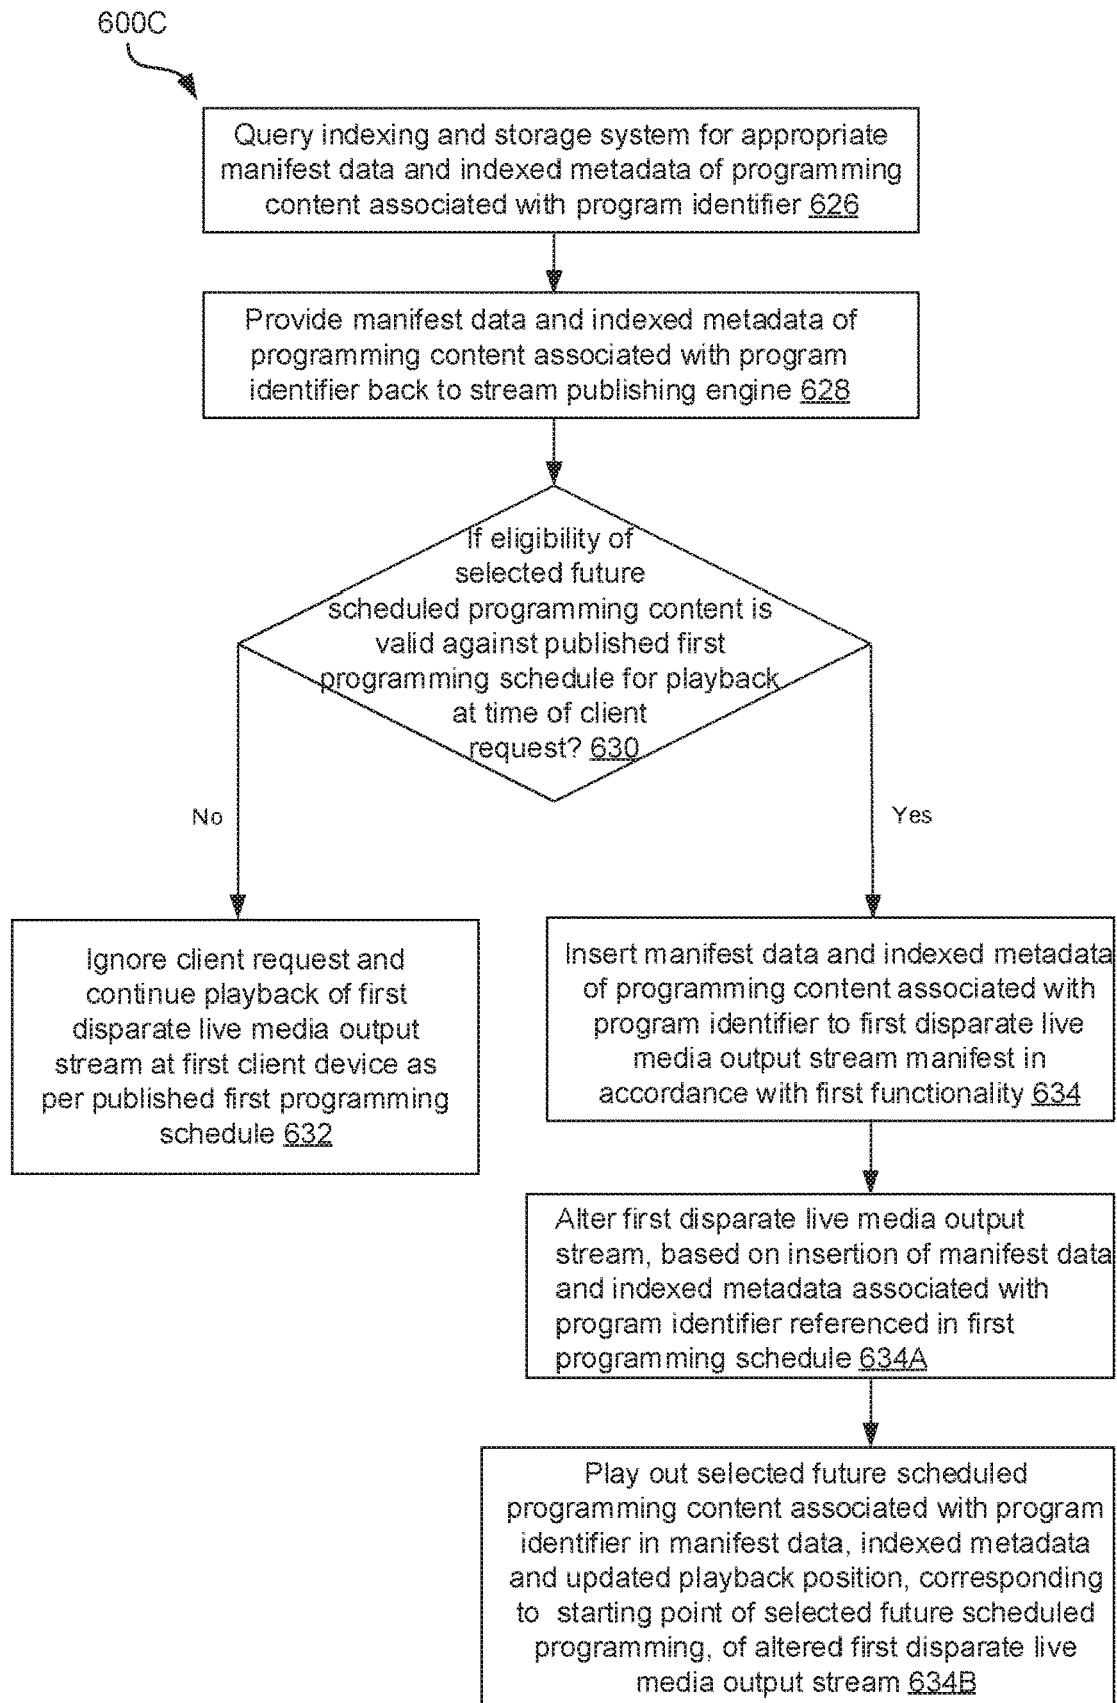 600C
Query indexing and storage system for appropriate
manifest data and indexed metadata of programming
content associated with program identifier 626
Provide manifest data and indexed metadata of
programming content associated with program
identifier back to stream publishing engine 628
If eligibility of
selected future
scheduled programming content is
valid against published first
programming schedule for playback
at time of client
request? 630
No
Yes
Ignore client request and
continue playback of first
disparate live media output
stream at first client device as
per published first programming
schedule 632
Insert manifest data and indexed metadata
of programming content associated with
program identifier to first disparate live
media output stream manifest in
accordance with first functionality 634
Alter first disparate live media output
stream, based on insertion of manifest data
and indexed metadata associated with
program identifier referenced in first
programming schedule 634A
Play out selected future scheduled
programming content associated with program
identifier in manifest data, indexed metadata
and updated playback position, corresponding
to starting point of selected future scheduled
programming, of altered first disparate live
media output stream 634B